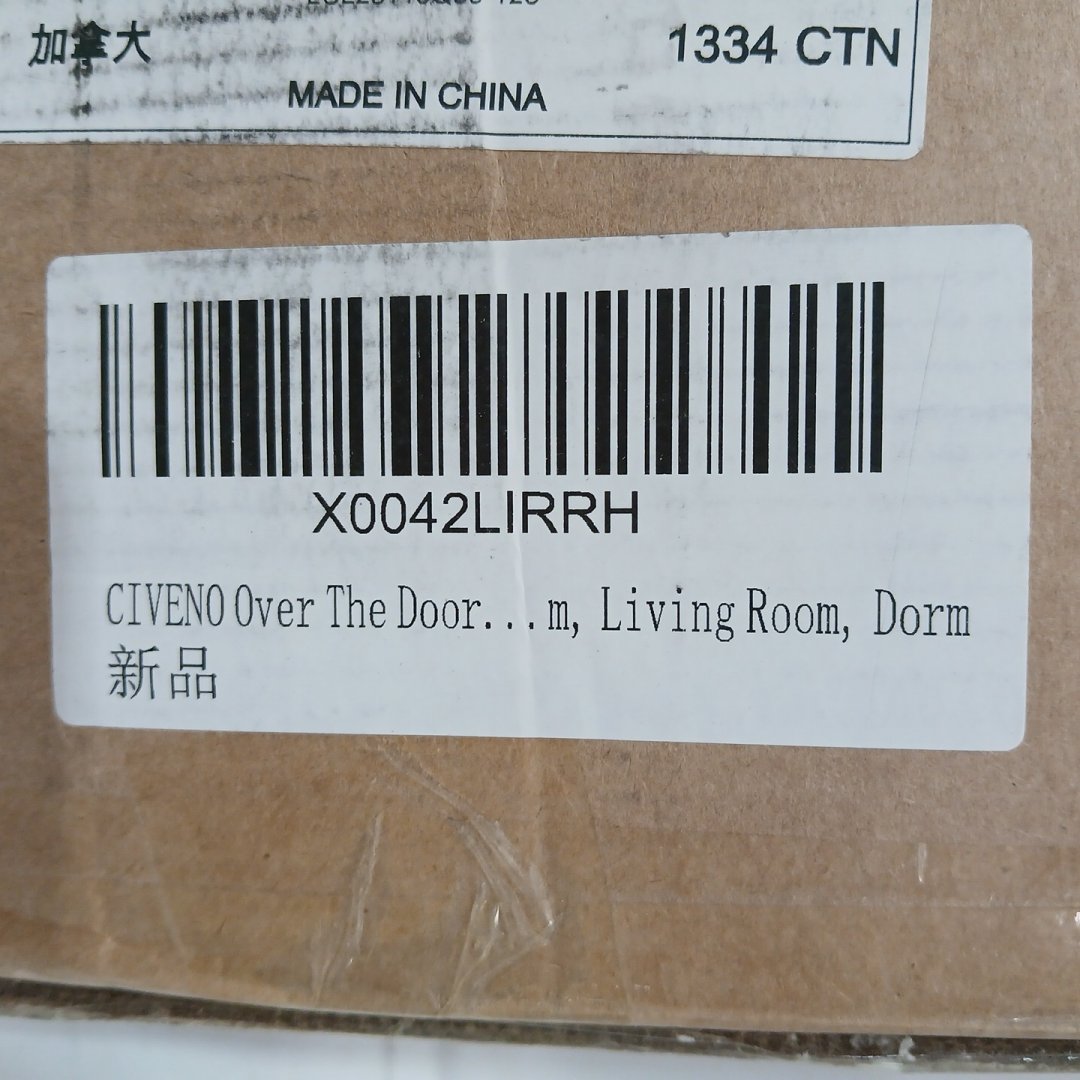 加拿大
1334 CTN
MADE IN CHINA
X0042LIRRH
CIVENO Over The Door...m, Living Room, Dorm
新品